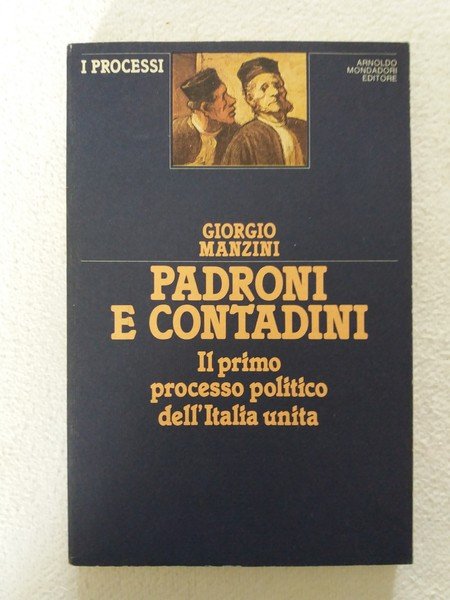 I PROCESSI
ARNOLDO
MONDADORI
EDITORE
GIORGIO
MANZINI
PADRONI
E CONTADINI
Il primo
processo politico
dell'Italia unita